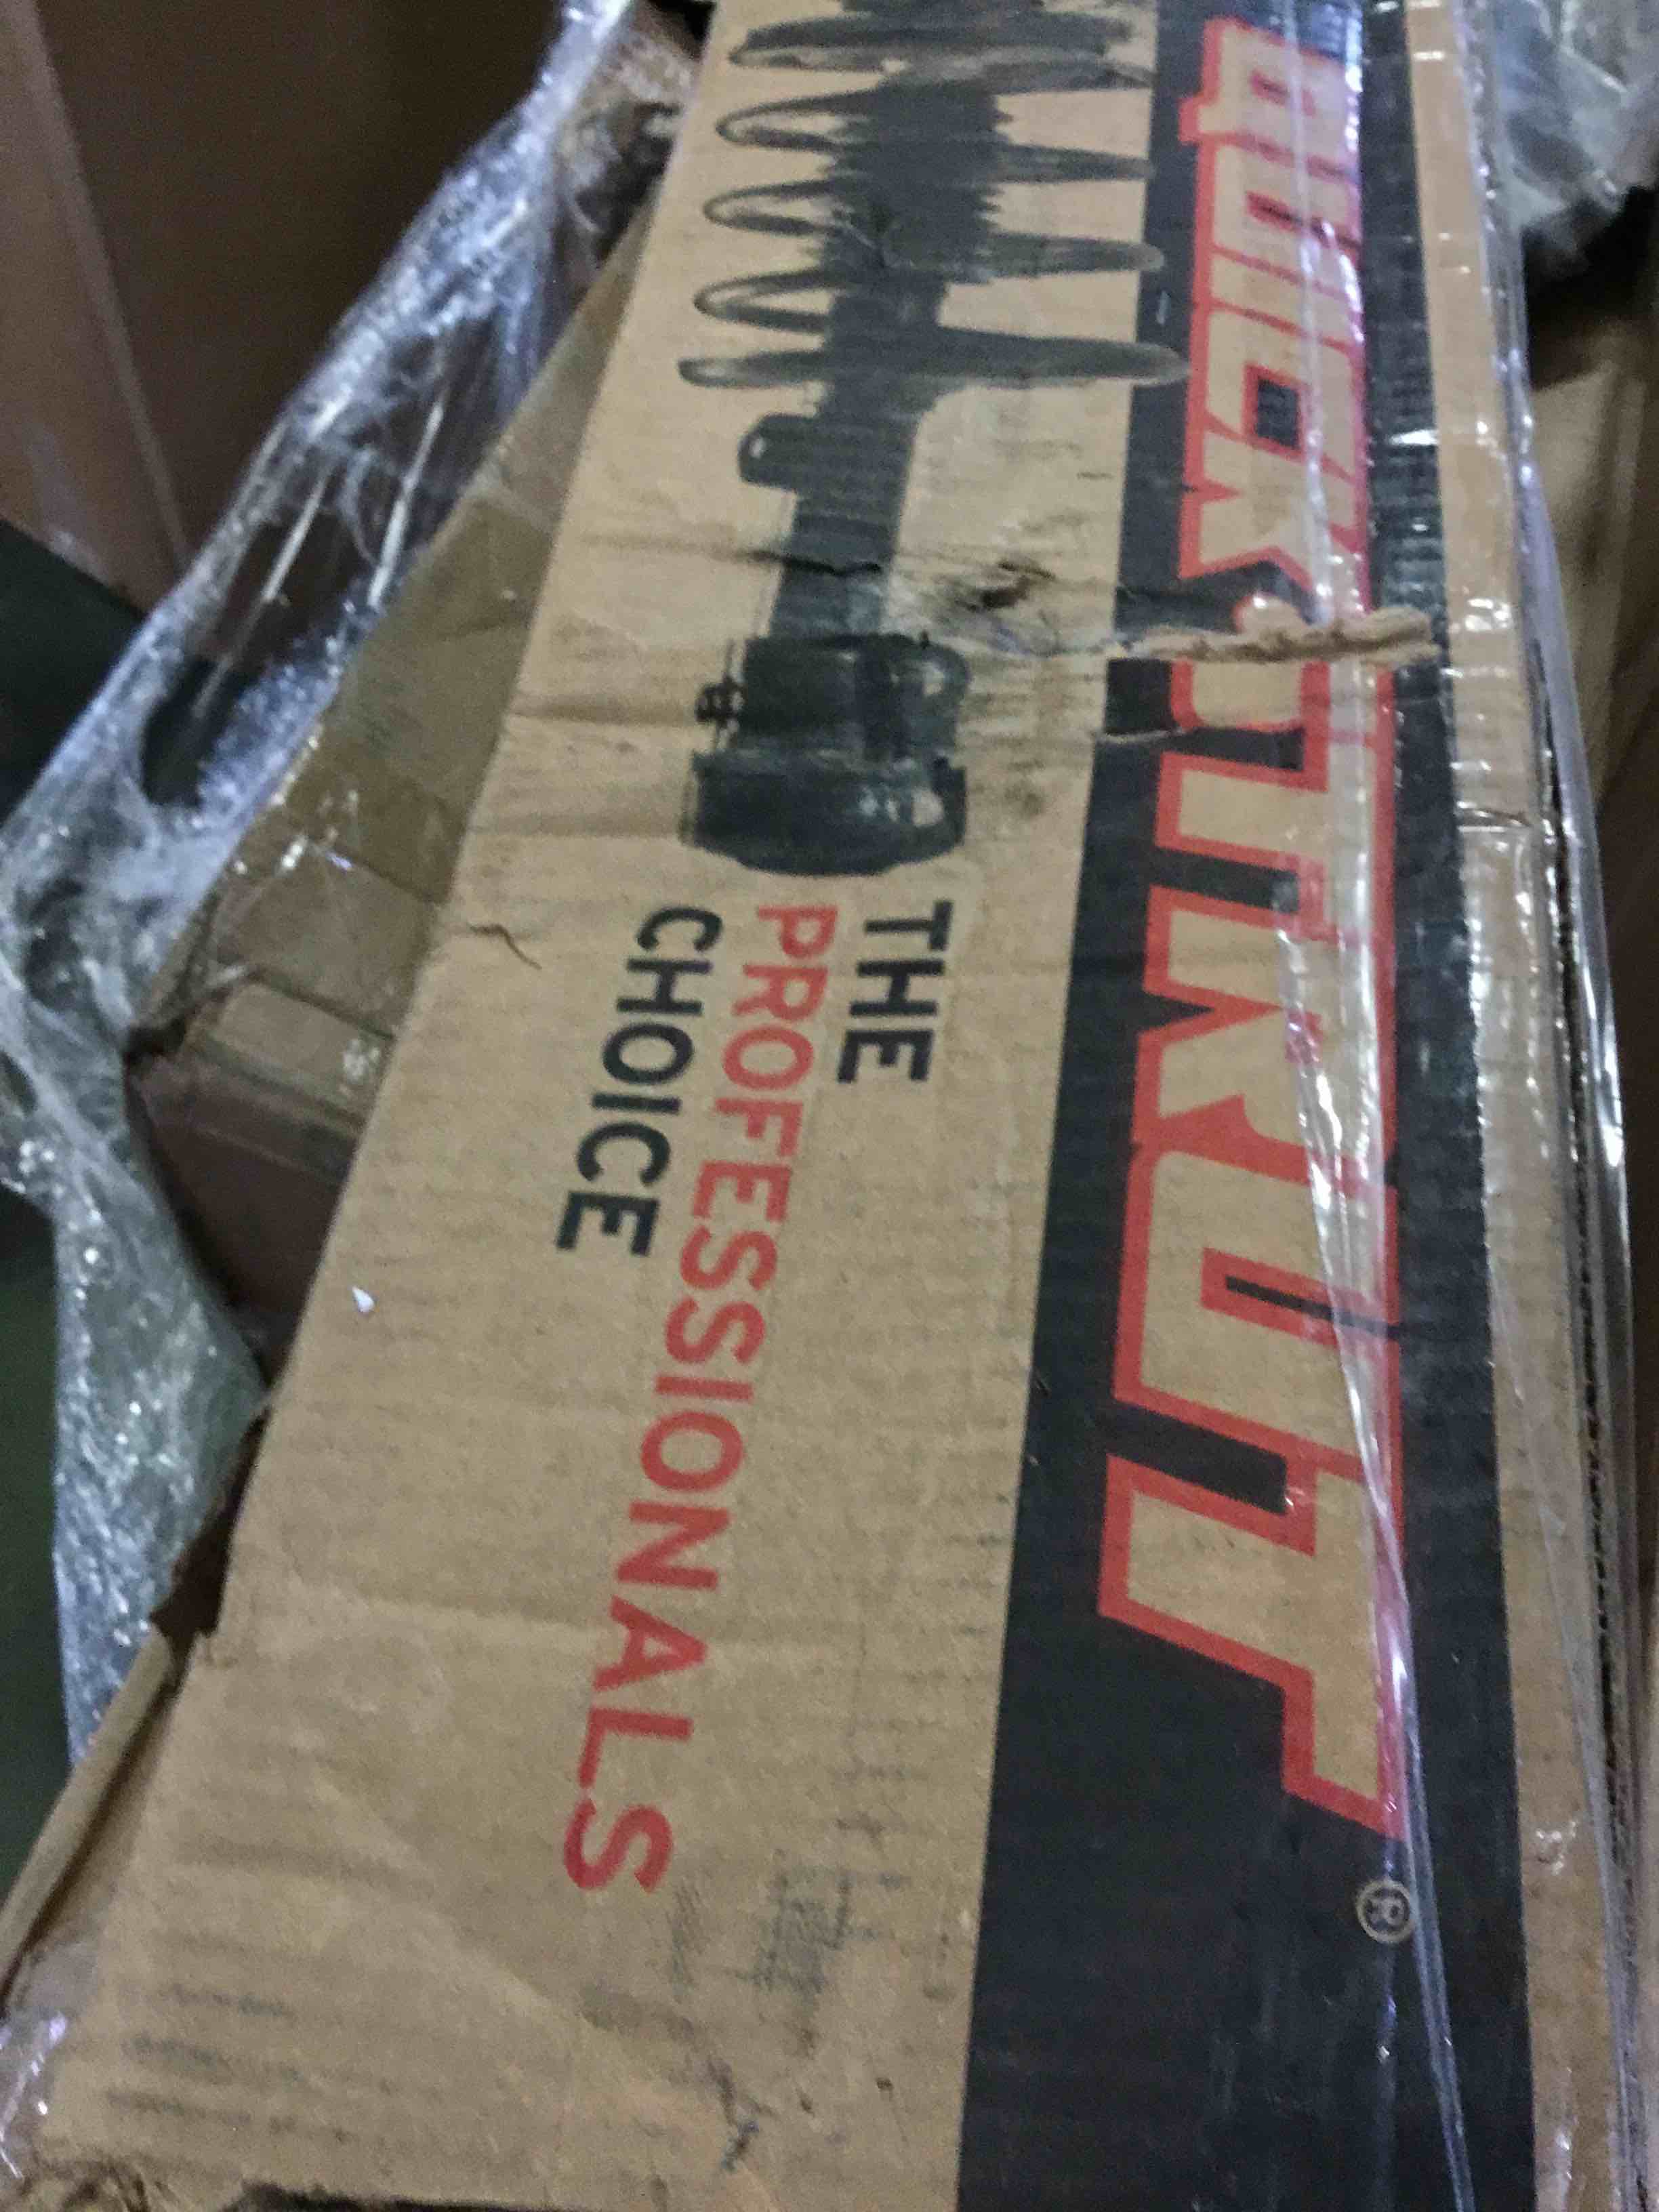 QUICK-STRUT®
THE
PROFESSIONALS
CHOICE